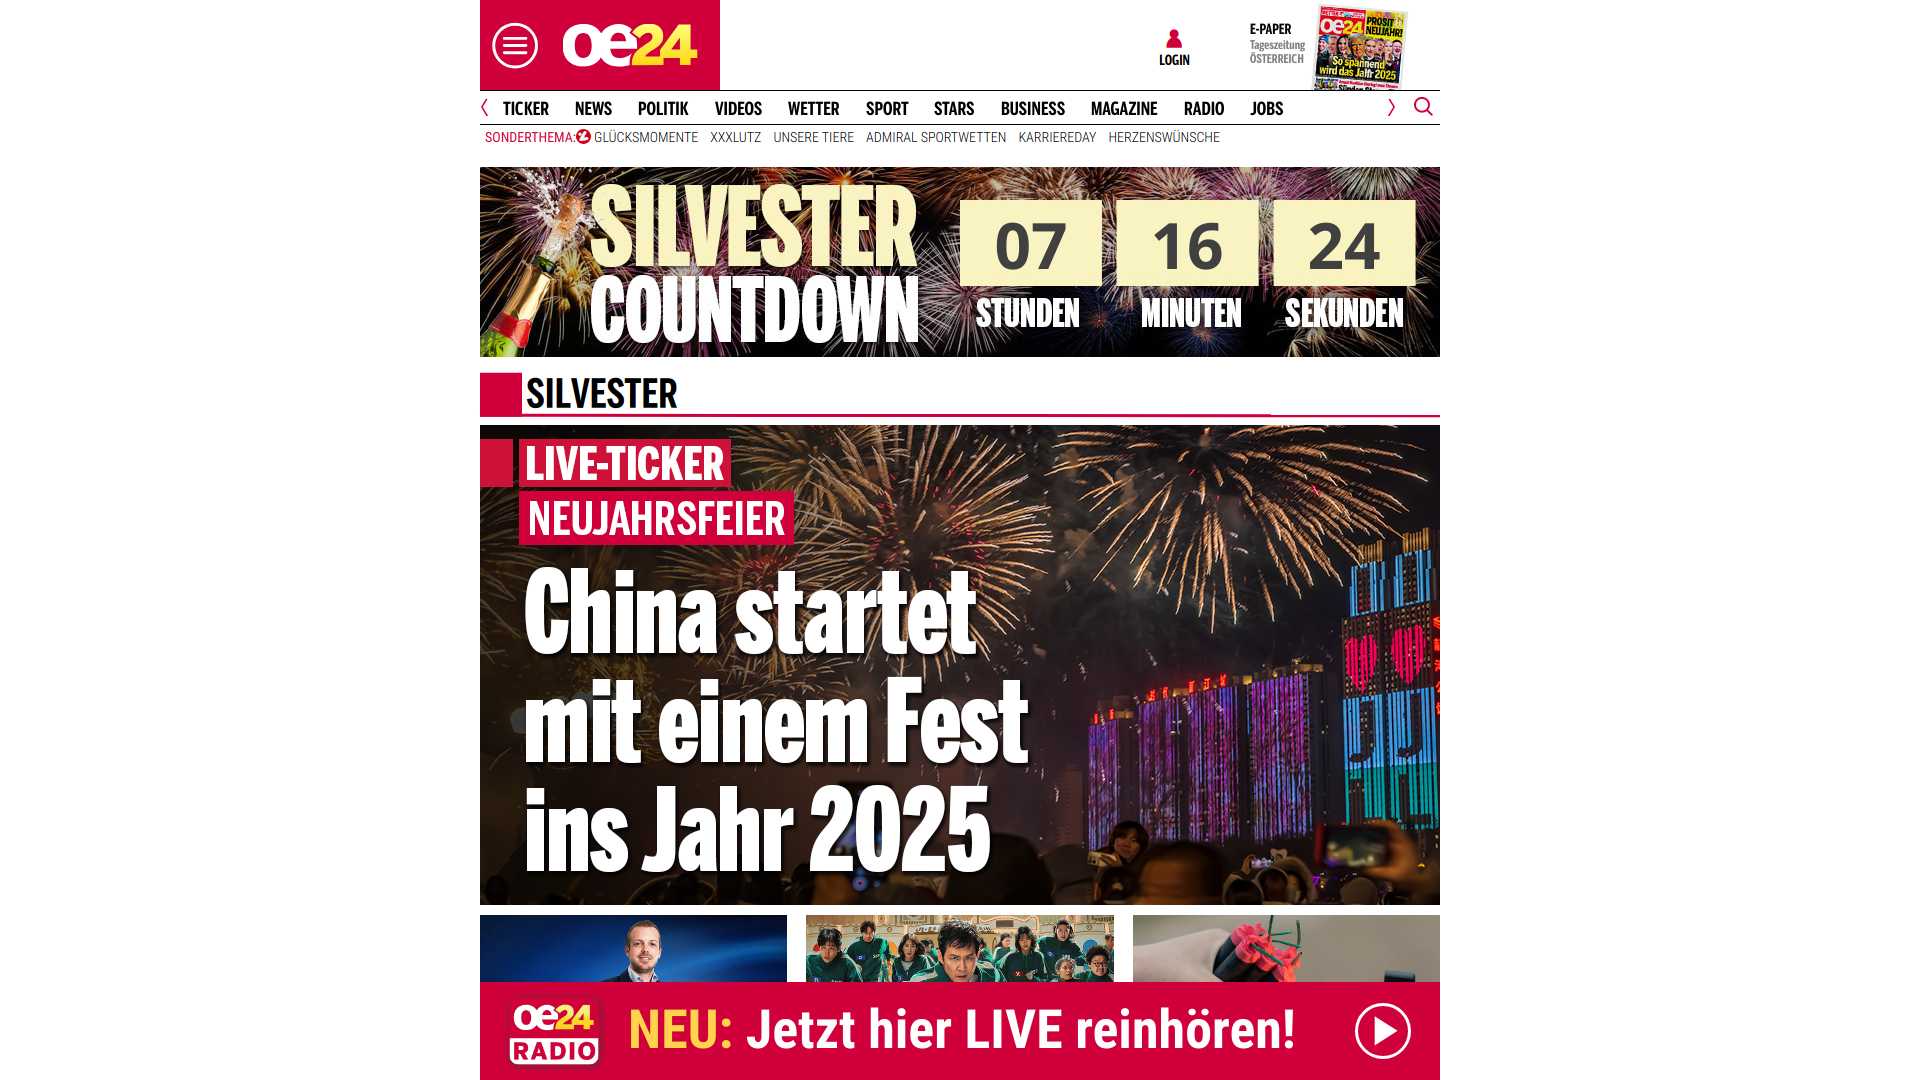 oe24
LOGIN
E-PAPER
Tageszeitung
ÖSTERREICH
oe24
PROSIT
NEUJAHR!
So spannend
wird das Jahr 2025
TICKER NEWS POLITIK VIDEOS WETTER SPORT STARS BUSINESS MAGAZINE RADIO JOBS
SONDERTHEMA: GLÜCKSMOMENTE XXXLUTZ UNSERE TIERE ADMIRAL SPORTWETTEN KARRIEREDAY HERZENSWÜNSCHE
SILVESTER
COUNTDOWN
07 16 24
STUNDEN MINUTEN SEKUNDEN
SILVESTER
LIVE-TICKER
NEUJAHRSFEIER
China startet
mit einem Fest
ins Jahr 2025
oe24
RADIO
NEU: Jetzt hier LIVE reinhören!